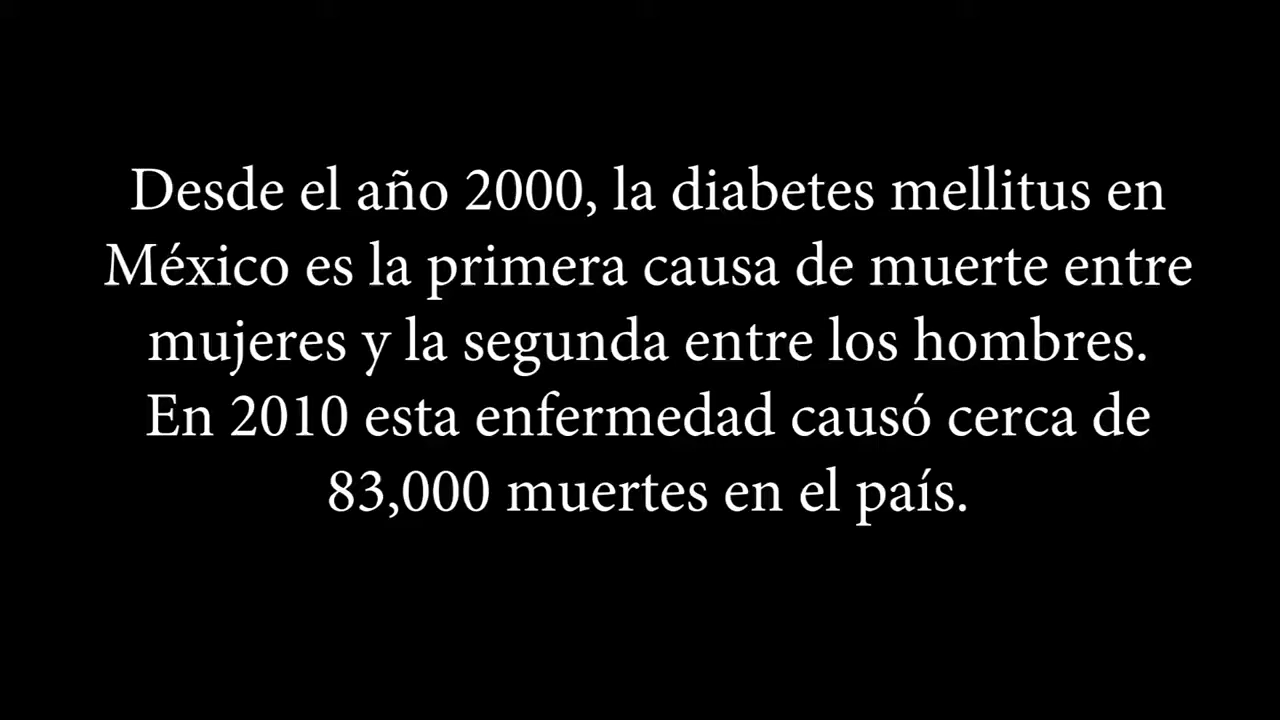 Desde el año 2000, la diabetes mellitus en
México es la primera causa de muerte entre
mujeres y la segunda entre los hombres.
En 2010 esta enfermedad causó cerca de
83,000 muertes en el país.